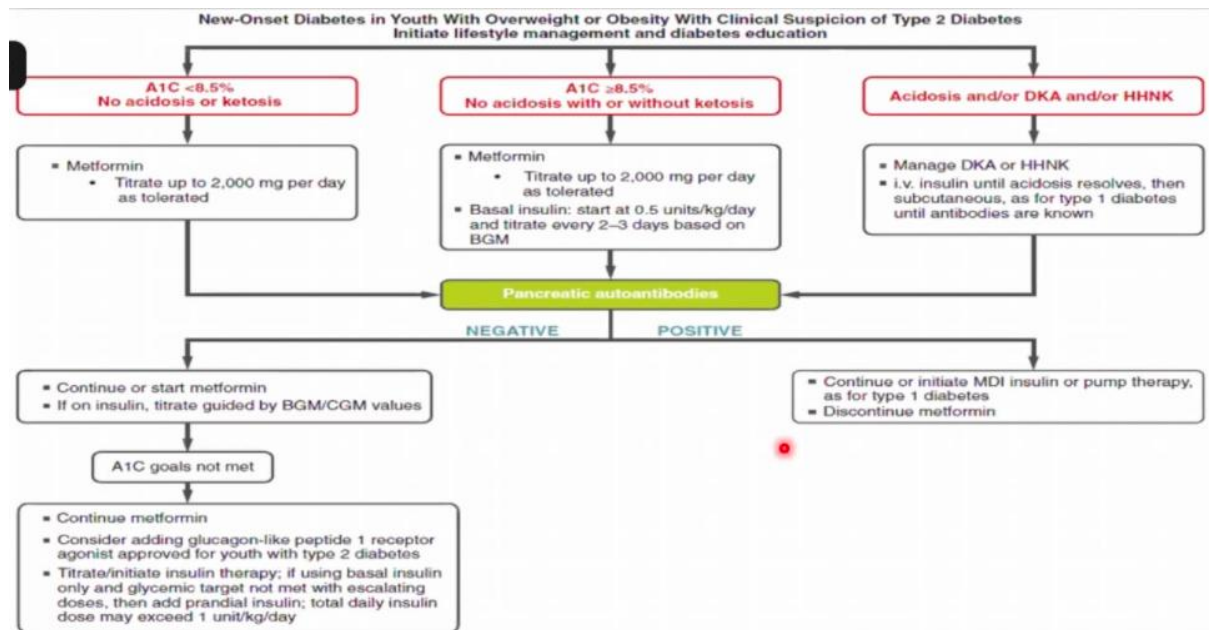 New-Onset Diabetes in Youth With Overweight or Obesity With Clinical Suspicion of Type 2 Diabetes
Initiate lifestyle management and diabetes education
A1C <8.5%
No acidosis or ketosis
A1C ≥8.5%
No acidosis with or without ketosis
Acidosis and/or DKA and/or HHNK
▪ Metformin
• Titrate up to 2,000 mg per day
as tolerated
▪ Metformin
• Titrate up to 2,000 mg per day
as tolerated
▪ Basal insulin: start at 0.5 units/kg/day
and titrate every 2–3 days based on
BGM
▪ Manage DKA or HHNK
▪ i.v. insulin until acidosis resolves, then
subcutaneous, as for type 1 diabetes
until antibodies are known
Pancreatic autoantibodies
NEGATIVE
POSITIVE
▪ Continue or start metformin
▪ If on insulin, titrate guided by BGM/CGM values
▪ Continue or initiate MDI insulin or pump therapy,
as for type 1 diabetes
▪ Discontinue metformin
A1C goals not met
▪ Continue metformin
▪ Consider adding glucagon-like peptide 1 receptor
agonist approved for youth with type 2 diabetes
▪ Titrate/initiate insulin therapy; if using basal insulin
only and glycemic target not met with escalating
doses, then add prandial insulin; total daily insulin
dose may exceed 1 unit/kg/day